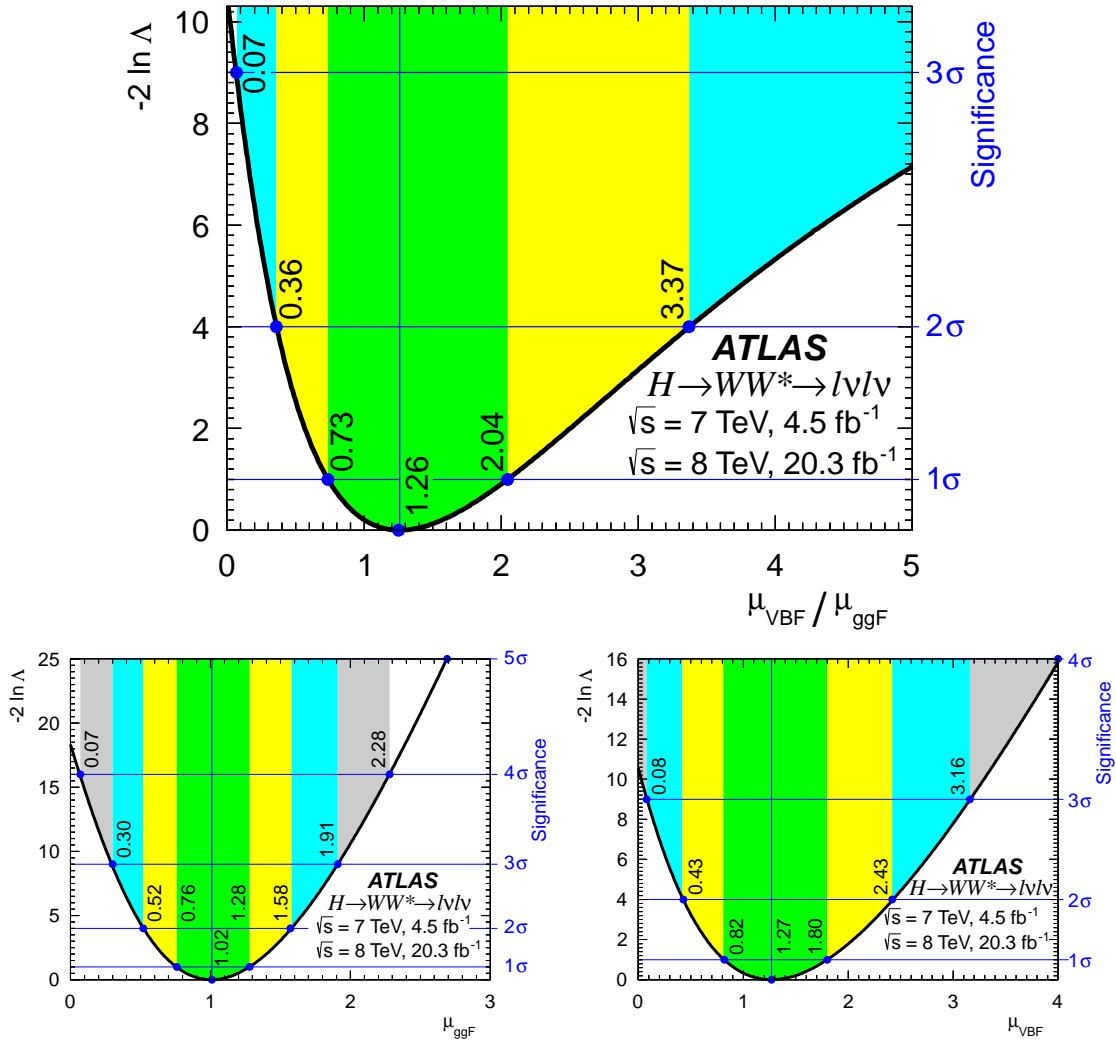 -2 ln Λ
10
8
6
4
2
0
0 1 2 3 4 5
μVBF / μggF
Significance
3σ
2σ
1σ
0.07
0.36
0.73
1.26
2.04
3.37
ATLAS
H→WW*→lνlν
√s = 7 TeV, 4.5 fb-1
√s = 8 TeV, 20.3 fb-1
-2 ln Λ
25
20
15
10
5
0
0 1 2 3
μggF
Significance
5σ
4σ
3σ
2σ
1σ
0.07
0.30
0.52
0.76
1.02
1.28
1.58
1.91
2.28
ATLAS
H→WW*→lνlν
√s = 7 TeV, 4.5 fb-1
√s = 8 TeV, 20.3 fb-1
-2 ln Λ
16
14
12
10
8
6
4
2
0
0 1 2 3 4
μVBF
Significance
4σ
3σ
2σ
1σ
0.08
0.43
0.82
1.27
1.80
2.43
3.16
ATLAS
H→WW*→lνlν
√s = 7 TeV, 4.5 fb-1
√s = 8 TeV, 20.3 fb-1